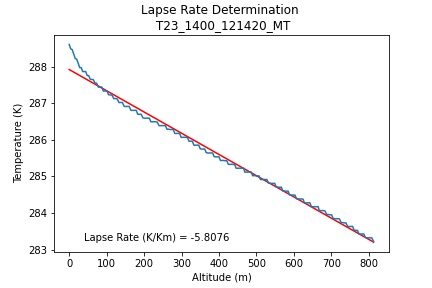 Lapse Rate Determination
T23_1400_121420_MT
Temperature (K)
288
287
286
285
284
283
Lapse Rate (K/Km) = -5.8076
0 100 200 300 400 500 600 700 800
Altitude (m)